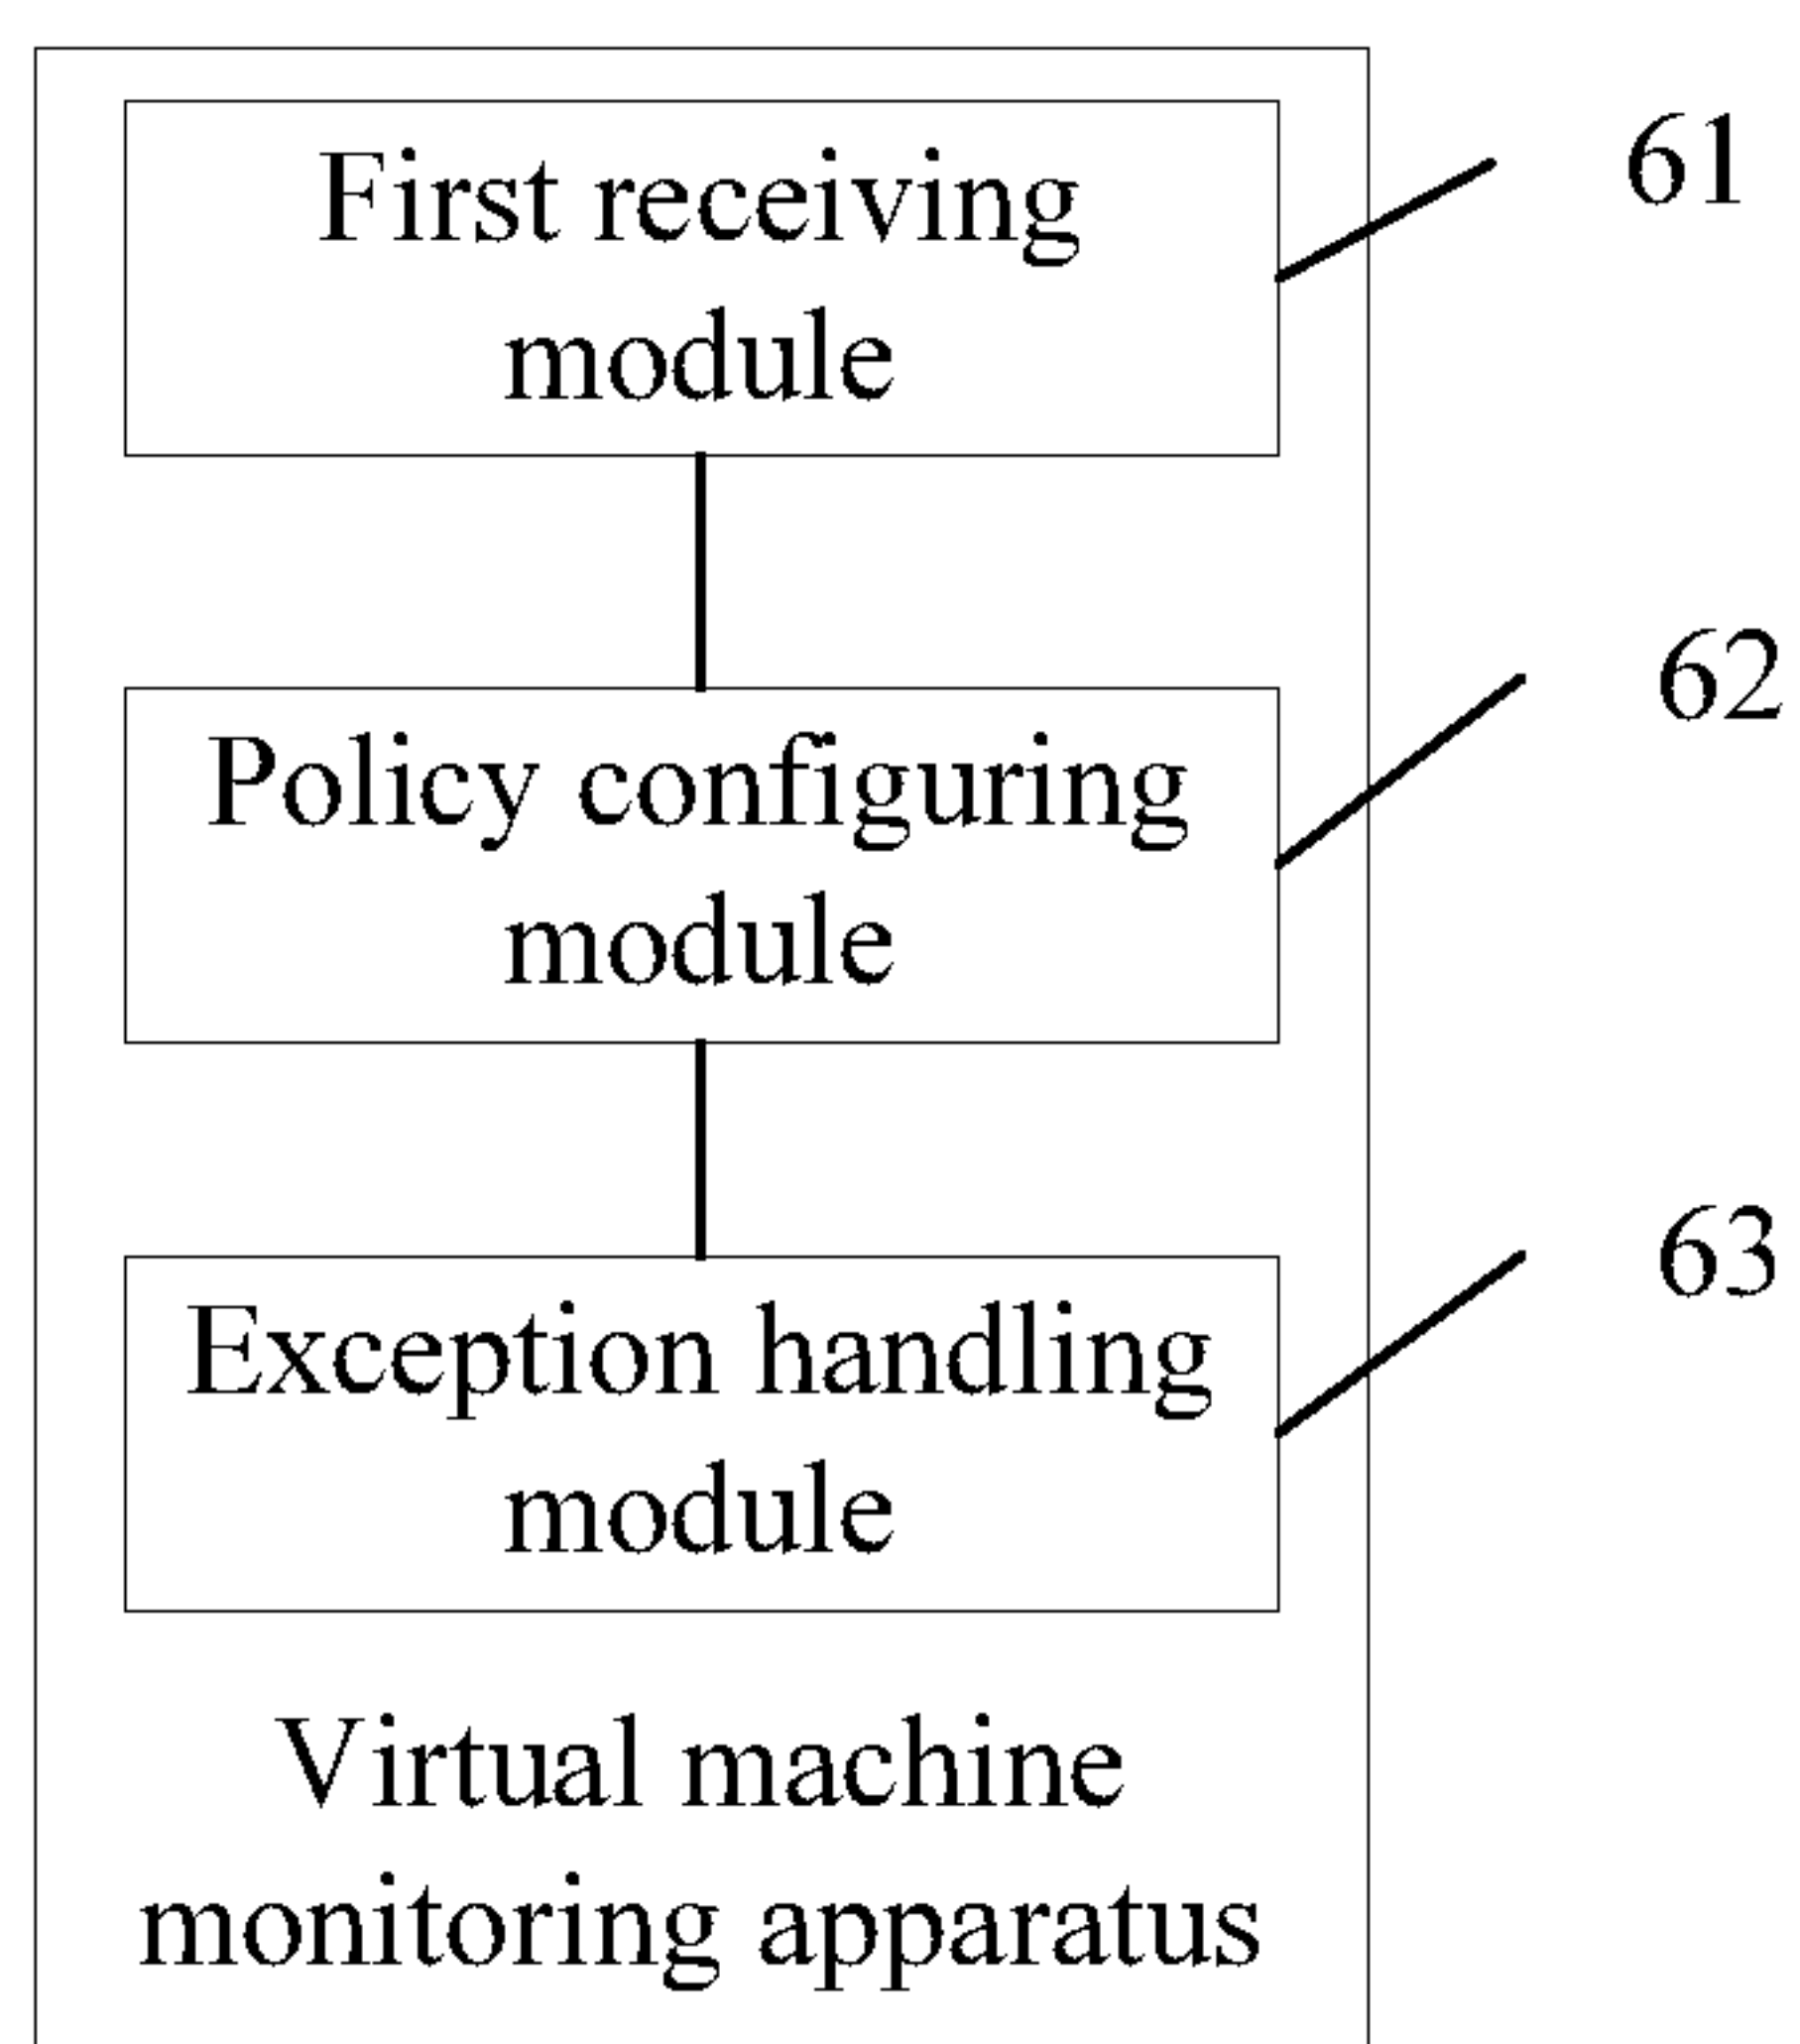 First receiving
module
61
Policy configuring
module
62
Exception handling
module
63
Virtual machine
monitoring apparatus